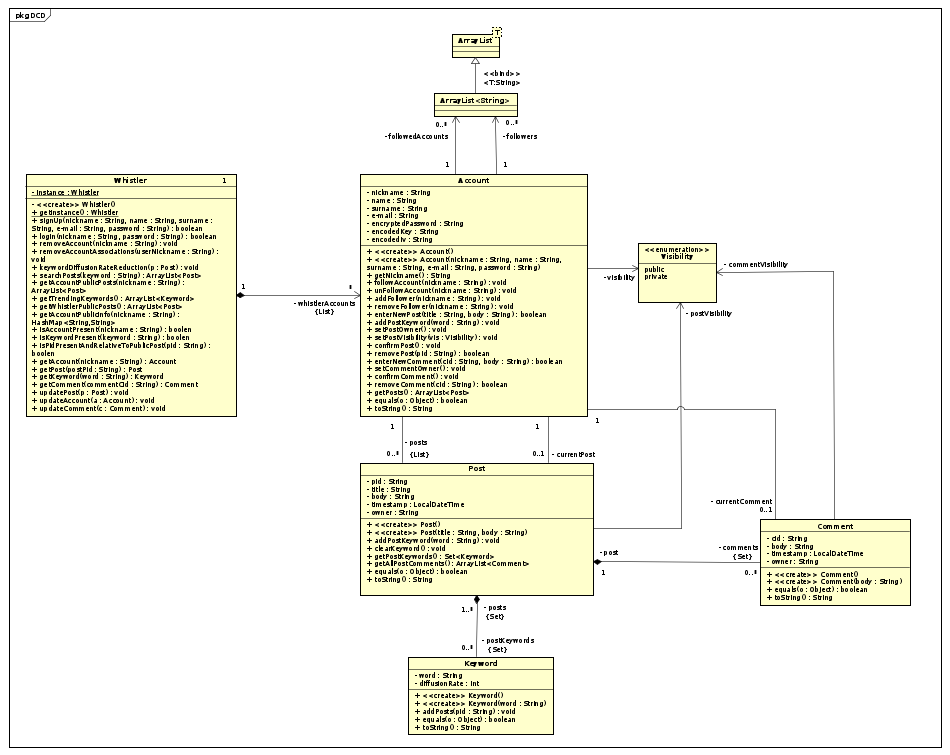 pkg DCD
T
ArrayList
<<bind>>
<T:String>
ArrayList<String>
0..*
0..*
- followedAccounts
- followers
1
1
Whistler
1
- instance : Whistler
- <<create>> Whistler()
+ getInstance() : Whistler
+ signUp(nickname : String, name : String, surname :
String, e-mail : String, password : String) : boolean
+ login(nickname : String, password : String) : boolean
+ removeAccount(nickname : String) : void
+ removeAccountAssociations(userNickname : String) :
void
+ keywordDiffusionRateReduction(p : Post) : void
+ searchPosts(keyword : String) : ArrayList<Post>
+ getAccountPublicPosts(nickname : String) :
ArrayList<Post>
+ getTrendingKeywords() : ArrayList<Keyword>
+ getWhistlerPublicPosts() : ArrayList<Post>
+ getAccountPublicInfo(nickname : String) :
HashMap<String,String>
+ isAccountPresent(nickname : String) : boolen
+ isKeywordPresent(keyword : String) : boolen
+ isPidPresentAndRelativeToPublicPost(pid : String) :
boolen
+ getAccount(nickname : String) : Account
+ getPost(postPid : String) : Post
+ getKeyword(word : String) : Keyword
+ getComment(commentCid : String) : Comment
+ updatePost(p : Post) : void
+ updateAccount(a : Account) : void
+ updateComment(c : Comment) : void
1
*
- whistlerAccounts
{List}
Account
- nickname : String
- name : String
- surname : String
- e-mail : String
- encryptedPassword : String
- encodedKey : String
- encodedIv : String
+ <<create>> Account()
+ <<create>> Account(nickname : String, name : String,
surname : String, e-mail : String, password : String)
+ getNickname() : String
+ followAccount(nickname : String) : void
+ unFollowAccount(nickname : String) : void
+ addFollower(nickname : String) : void
+ removeFollower(nickname : String) : void
+ enterNewPost(title : String, body : String) : boolean
+ addPostKeyword(word : String) : void
+ setPostOwner() : void
+ setPostVisibility(vis : Visibility) : void
+ confirmPost() : void
+ removePost(pid : String) : boolean
+ enterNewComment(cid : String, body : String) : boolean
+ setCommentOwner() : void
+ confirmComment() : void
+ removeComment(cid : String) : boolean
+ getPosts() : ArrayList<Post>
+ equals(o : Object) : boolean
+ toString() : String
<<enumeration>>
Visibility
public
private
- visibility
- commentVisibility
- postVisibility
1
- posts
0..*
{List}
1
0..1
- currentPost
1
- currentComment
0..1
Post
- pid : String
- title : String
- body : String
- timestamp : LocalDateTime
- owner : String
+ <<create>> Post()
+ <<create>> Post(title : String, body : String)
+ addPostKeyword(word : String) : void
+ clearKeyword() : void
+ getPostKeywords() : Set<Keyword>
+ getAllPostComments() : ArrayList<Comment>
+ equals(o : Object) : boolean
+ toString() : String
- post
1
- comments
{Set}
0..*
Comment
- cid : String
- body : String
- timestamp : LocalDateTime
- owner : String
+ <<create>> Comment()
+ <<create>> Comment(body : String)
+ equals(o : Object) : boolean
+ toString() : String
1..*
- posts
{Set}
- postKeywords
0..*
{Set}
Keyword
- word : String
- diffusionRate : int
+ <<create>> Keyword()
+ <<create>> Keyword(word : String)
+ addPosts(pid : String) : void
+ equals(o : Object) : boolean
+ toString() : String